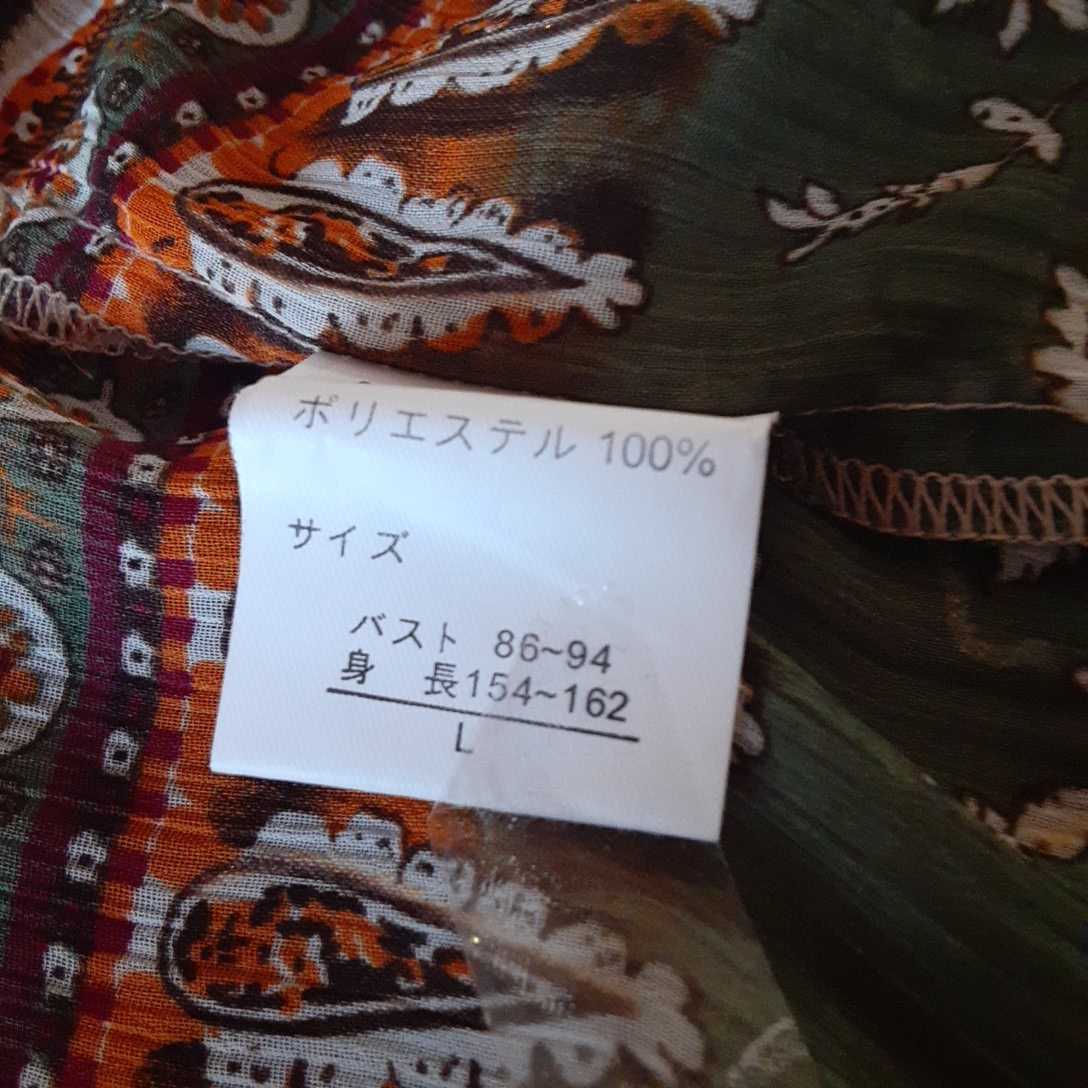 ポリエステル 100%
サイズ
バスト 86~94
身 長154~162
L